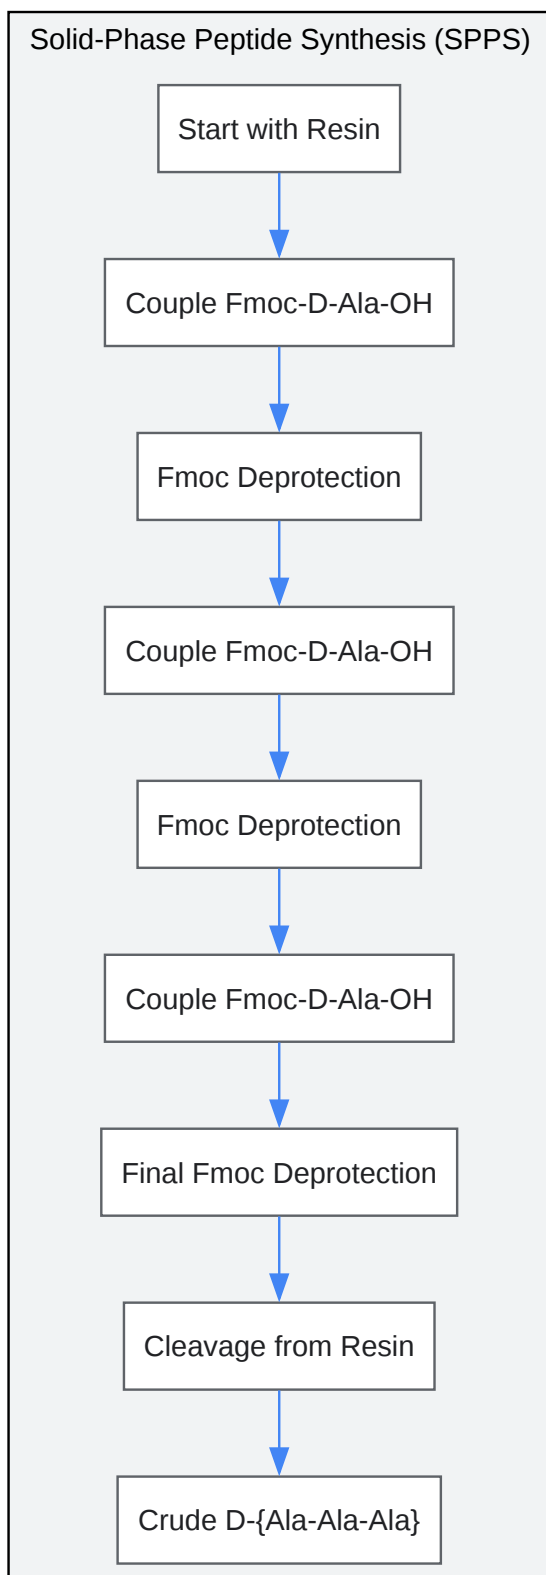 Solid-Phase Peptide Synthesis (SPPS)
Start with Resin
Couple Fmoc-D-Ala-OH
Fmoc Deprotection
Couple Fmoc-D-Ala-OH
Fmoc Deprotection
Couple Fmoc-D-Ala-OH
Final Fmoc Deprotection
Cleavage from Resin
Crude D-{Ala-Ala-Ala}